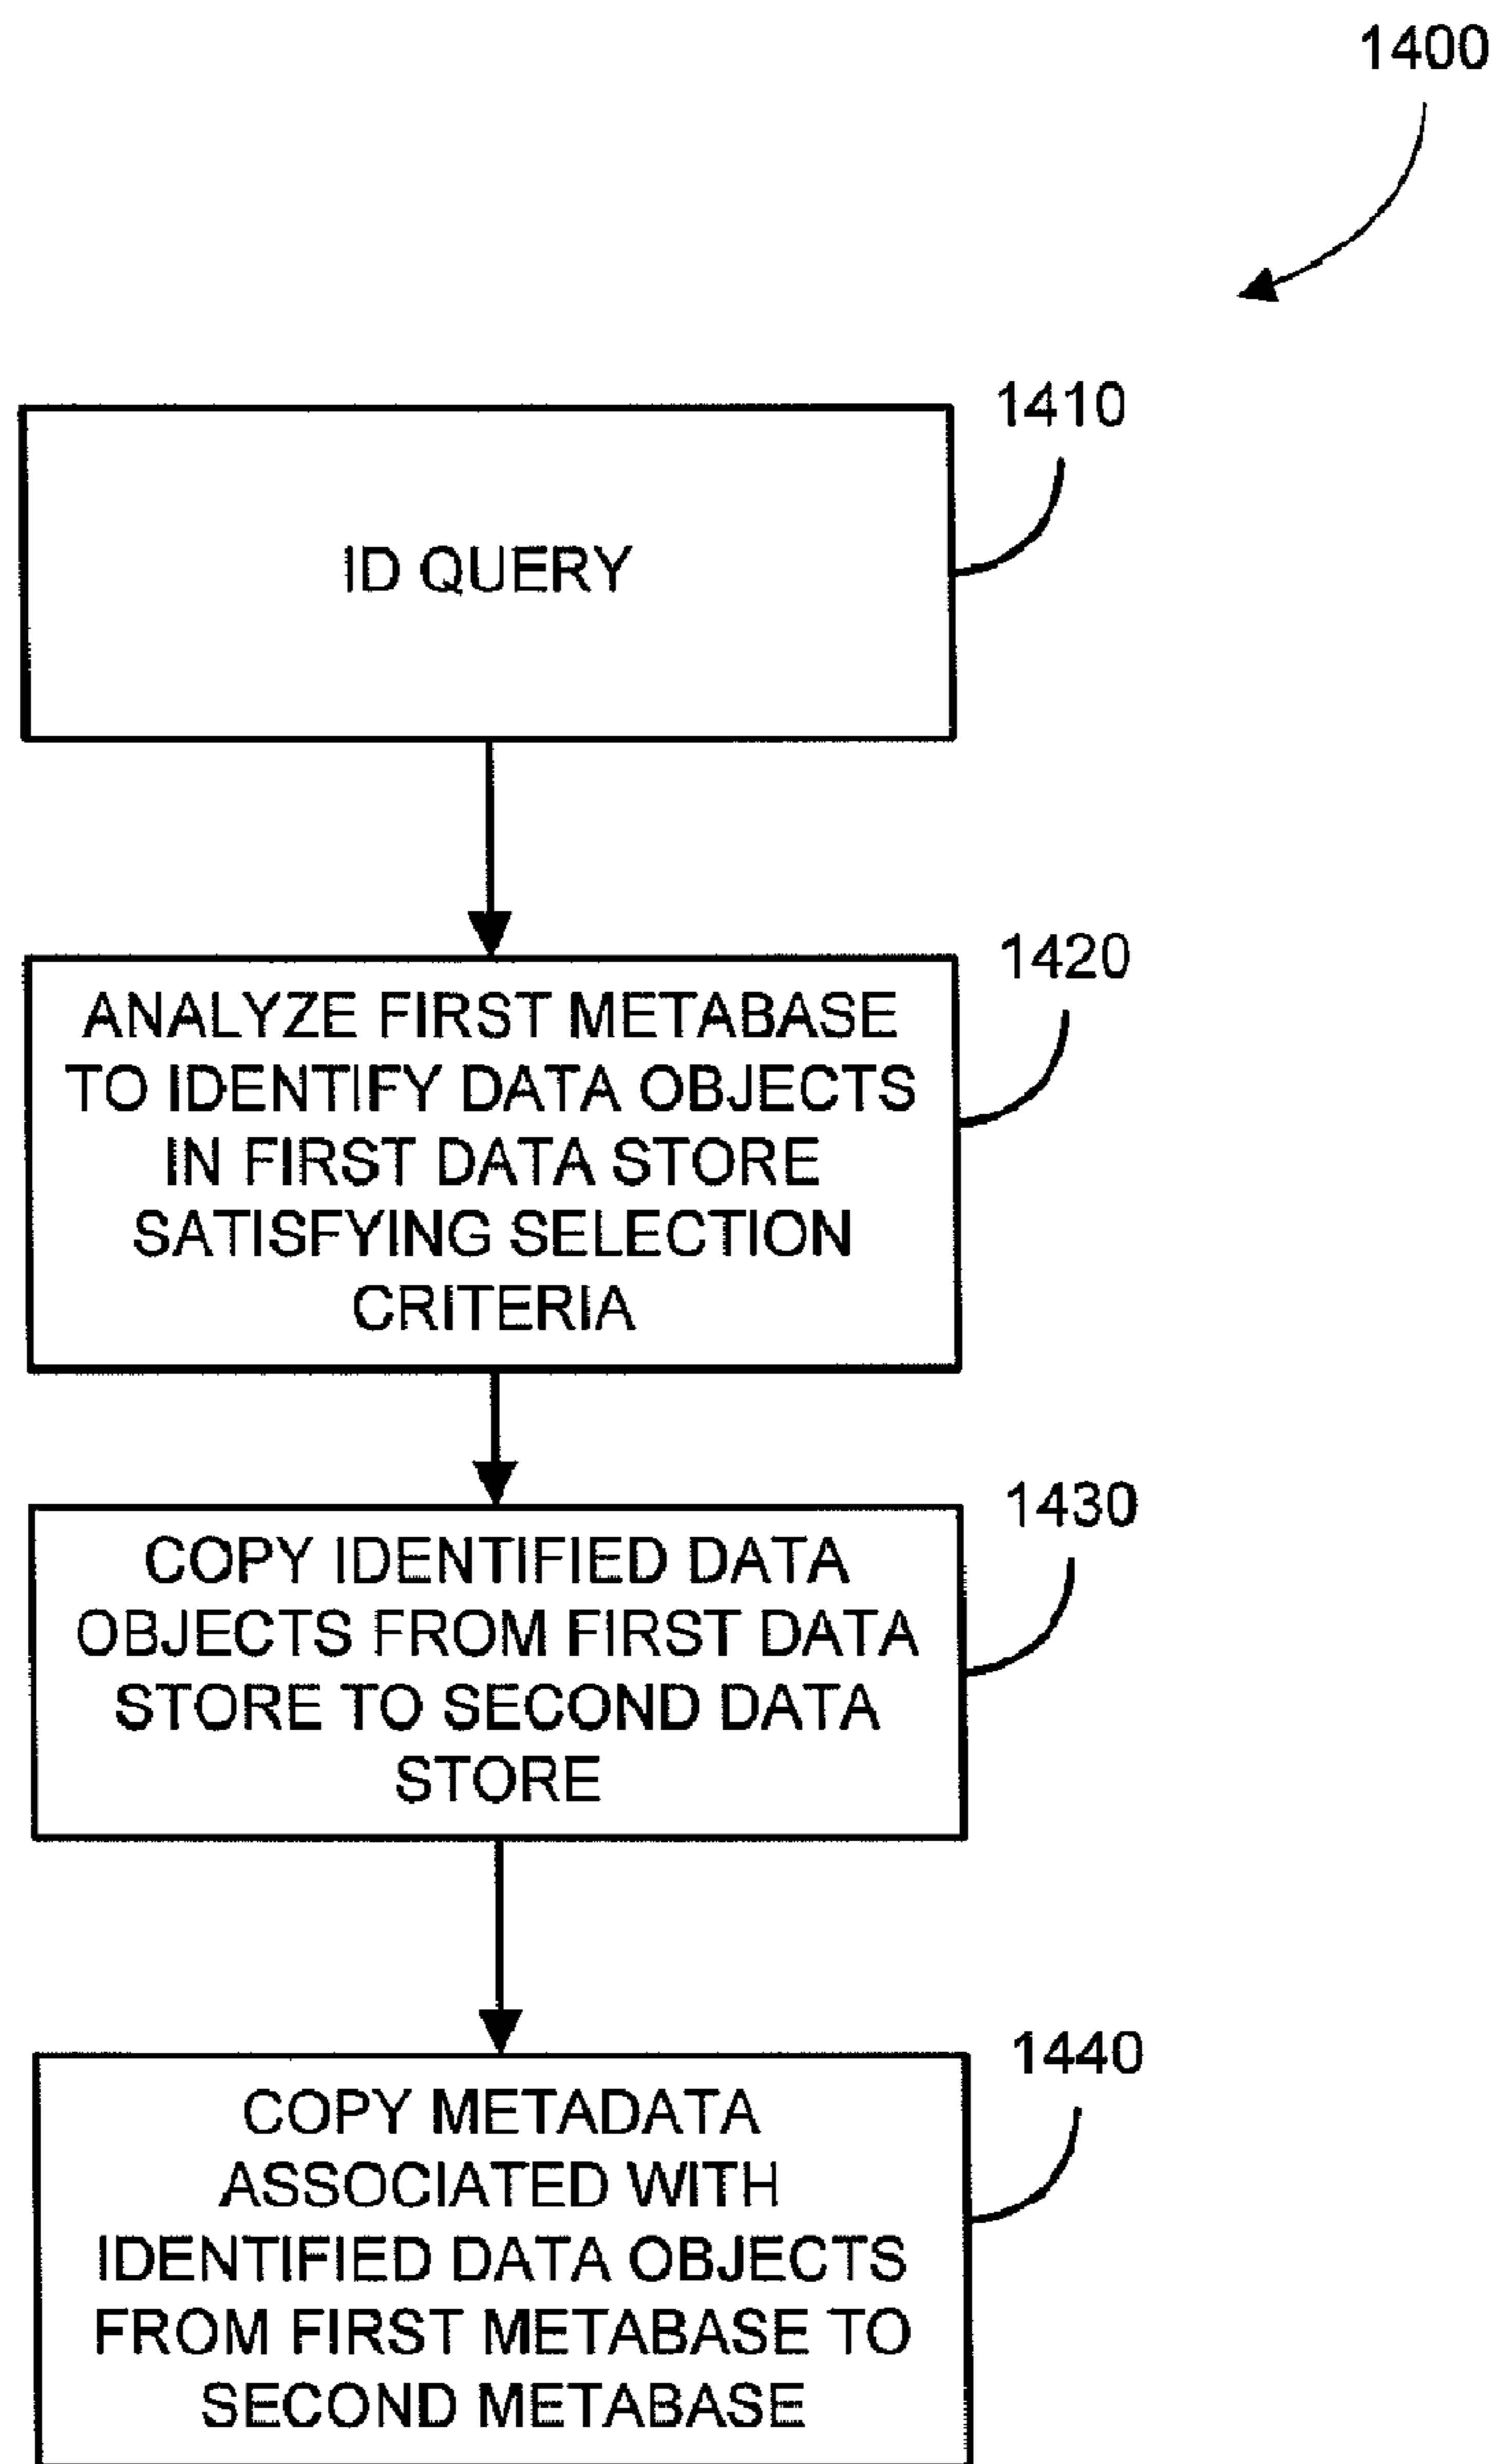 1400
1410
ID QUERY
1420
ANALYZE FIRST METABASE
TO IDENTIFY DATA OBJECTS
IN FIRST DATA STORE
SATISFYING SELECTION
CRITERIA
1430
COPY IDENTIFIED DATA
OBJECTS FROM FIRST DATA
STORE TO SECOND DATA
STORE
1440
COPY METADATA
ASSOCIATED WITH
IDENTIFIED DATA OBJECTS
FROM FIRST METABASE TO
SECOND METABASE